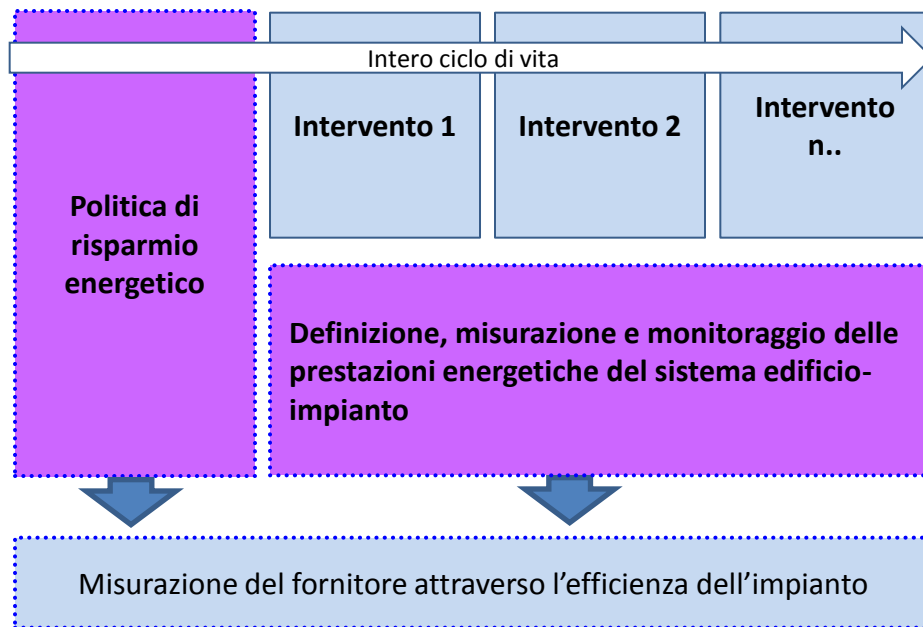 Intero ciclo di vita
Politica di
risparmio
energetico
Intervento 1
Intervento 2
Intervento
n..
Definizione, misurazione e monitoraggio delle
prestazioni energetiche del sistema edificio-
impianto
Misurazione del fornitore attraverso l’efficienza dell’impianto